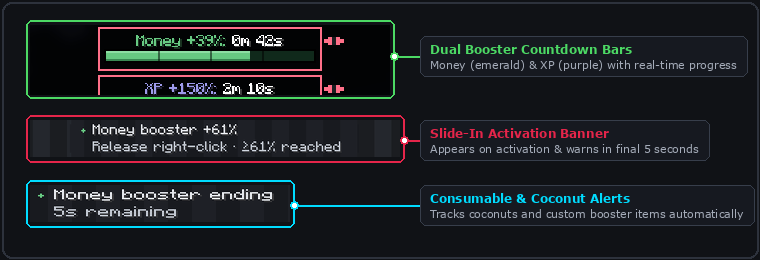 Money +39%: 0m 42s
XP +150%: 2m 10s
Dual Booster Countdown Bars
Money (emerald) & XP (purple) with real-time progress
+ Money booster +61%
Release right-click · ≥61% reached
Slide-In Activation Banner
Appears on activation & warns in final 5 seconds
+ Money booster ending
5s remaining
Consumable & Coconut Alerts
Tracks coconuts and custom booster items automatically